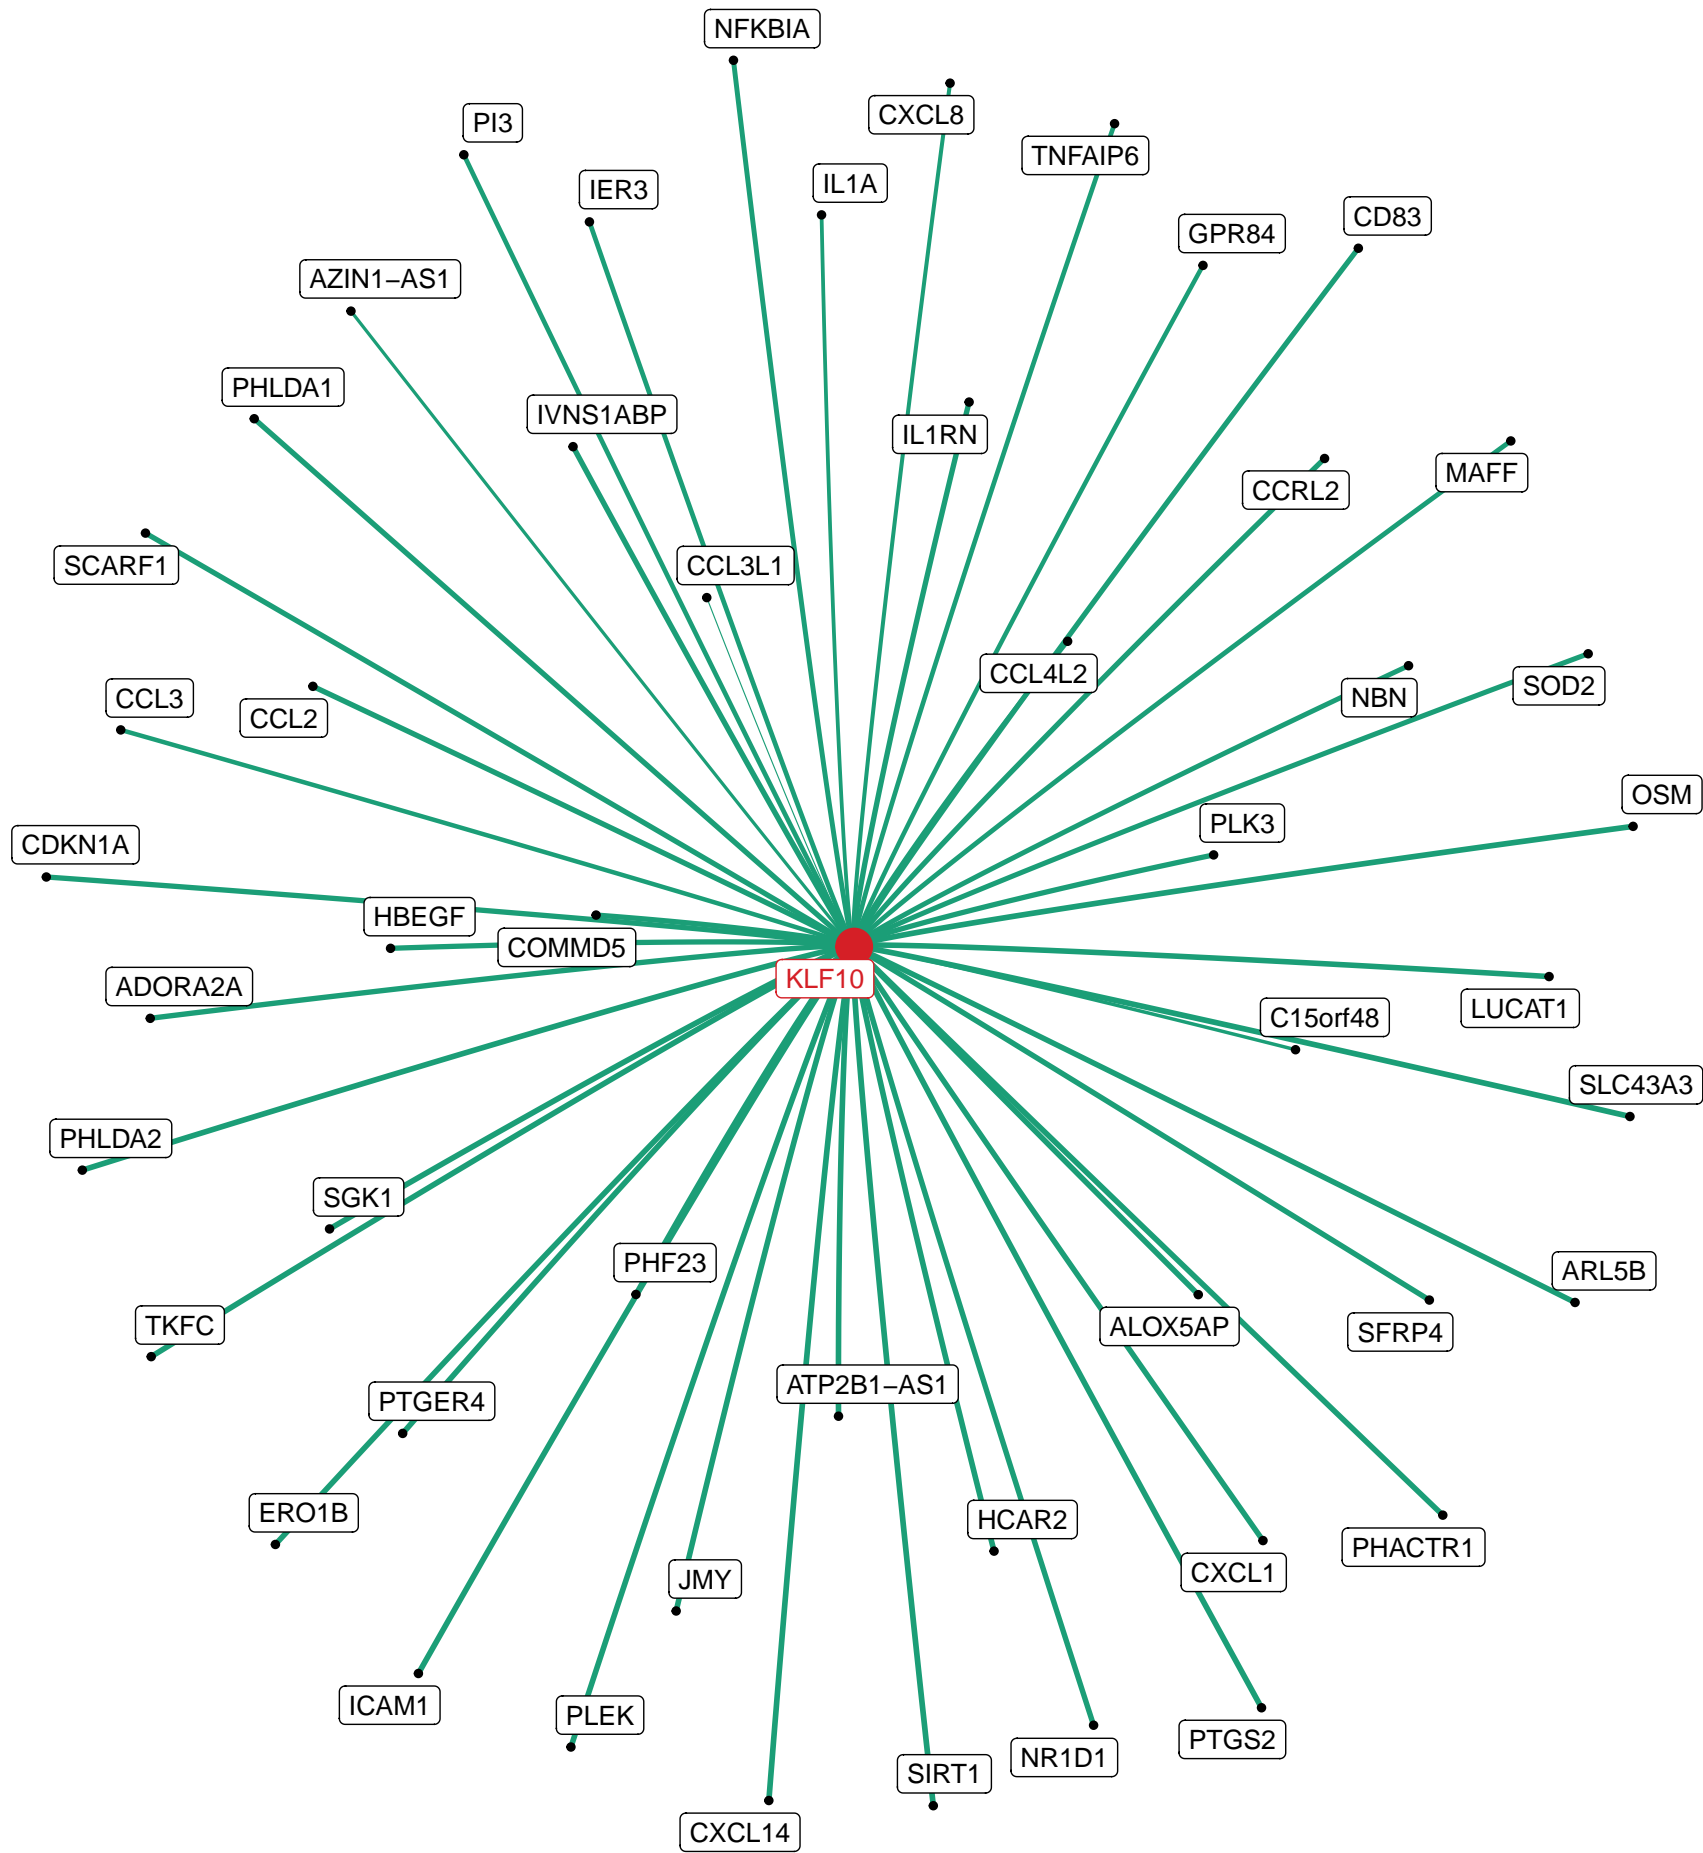 NFKBIA
CXCL8
PI3
TNFAIP6
IER3
IL1A
CD83
GPR84
AZIN1−AS1
PHLDA1
IVNS1ABP
IL1RN
MAFF
CCRL2
SCARF1
CCL3L1
CCL4L2
SOD2
NBN
CCL3
CCL2
OSM
PLK3
CDKN1A
HBEGF
COMMD5
KLF10
ADORA2A
LUCAT1
C15orf48
SLC43A3
PHLDA2
SGK1
PHF23
ARL5B
TKFC
ALOX5AP
SFRP4
ATP2B1−AS1
PTGER4
ERO1B
HCAR2
PHACTR1
CXCL1
JMY
ICAM1
PLEK
PTGS2
NR1D1
SIRT1
CXCL14